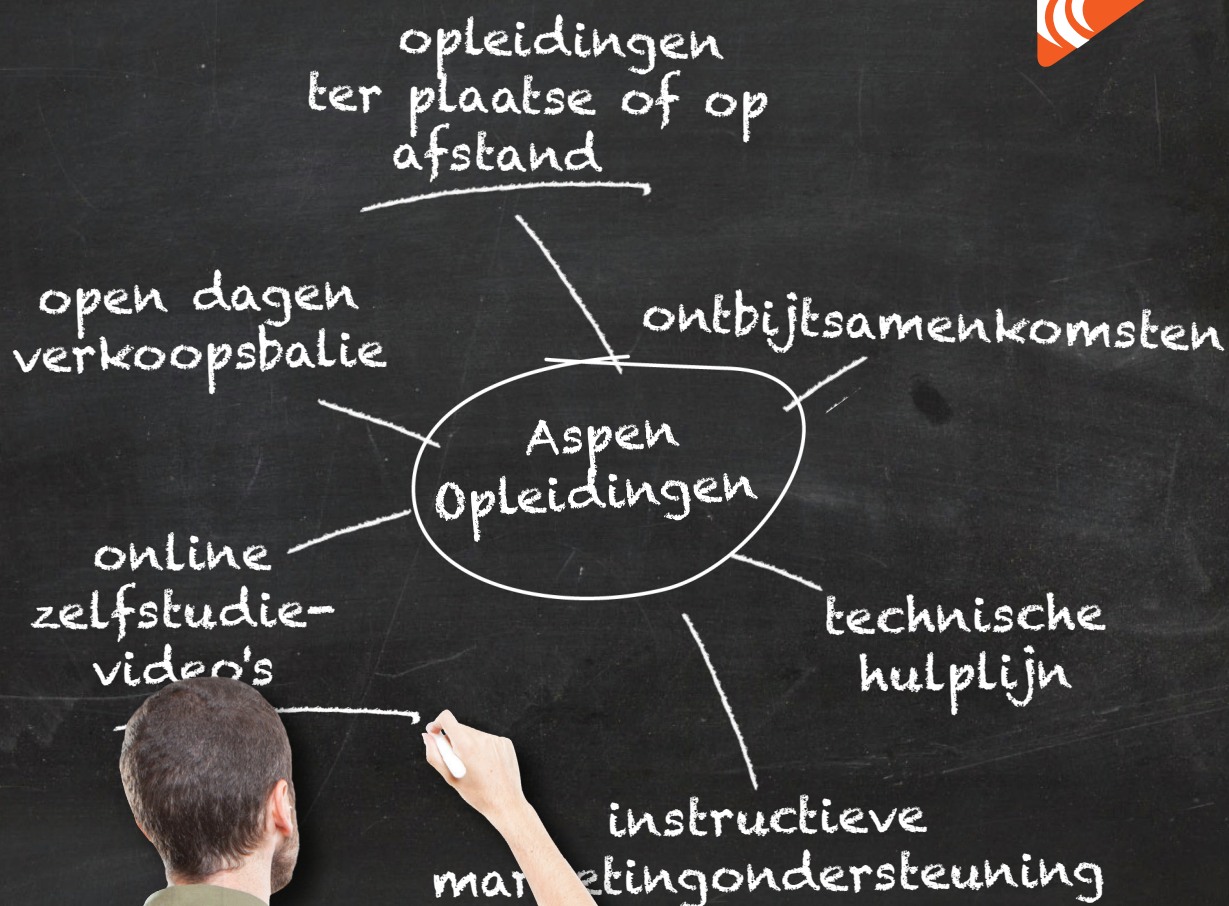 opleidingen
ter plaatse of op
afstand
open dagen
verkoopsbalie
ontbijtsamenkomsten
Aspen
Opleidingen
online
zelfstudie-
video's
technische
hulplijn
instructieve
marketingondersteuning